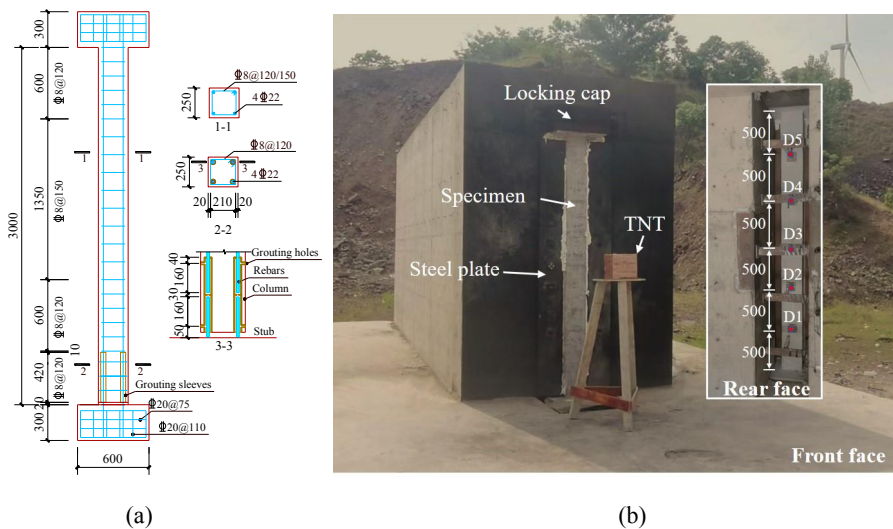 300
600
Φ8@120
3000
1350
Φ8@150
600
Φ8@120
10
420
Φ8@120
20
300
600
1
1
2
2
Grouting sleeves
Φ20@75
Φ20@110
Φ8@120/150
250
4Φ22
1-1
Φ8@120
3
3
250
4Φ22
20 210 20
2-2
40
160
30
160
50
Grouting holes
Rebars
Column
Stub
3-3
(a)
Locking cap
Specimen
TNT
Steel plate
500
D5
500
D4
500
D3
500
D2
500
D1
500
Rear face
Front face
(b)